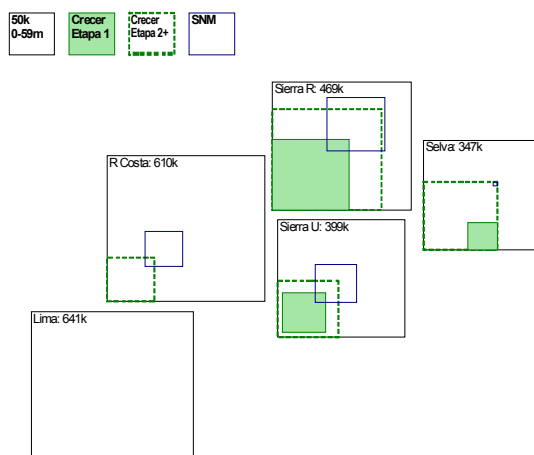 50k
0-59m
Crecer
Etapa 1
Crecer
Etapa 2+
SNM
Sierra R: 469k
Selva: 347k
R Costa: 610k
Sierra U: 399k
Lima: 641k